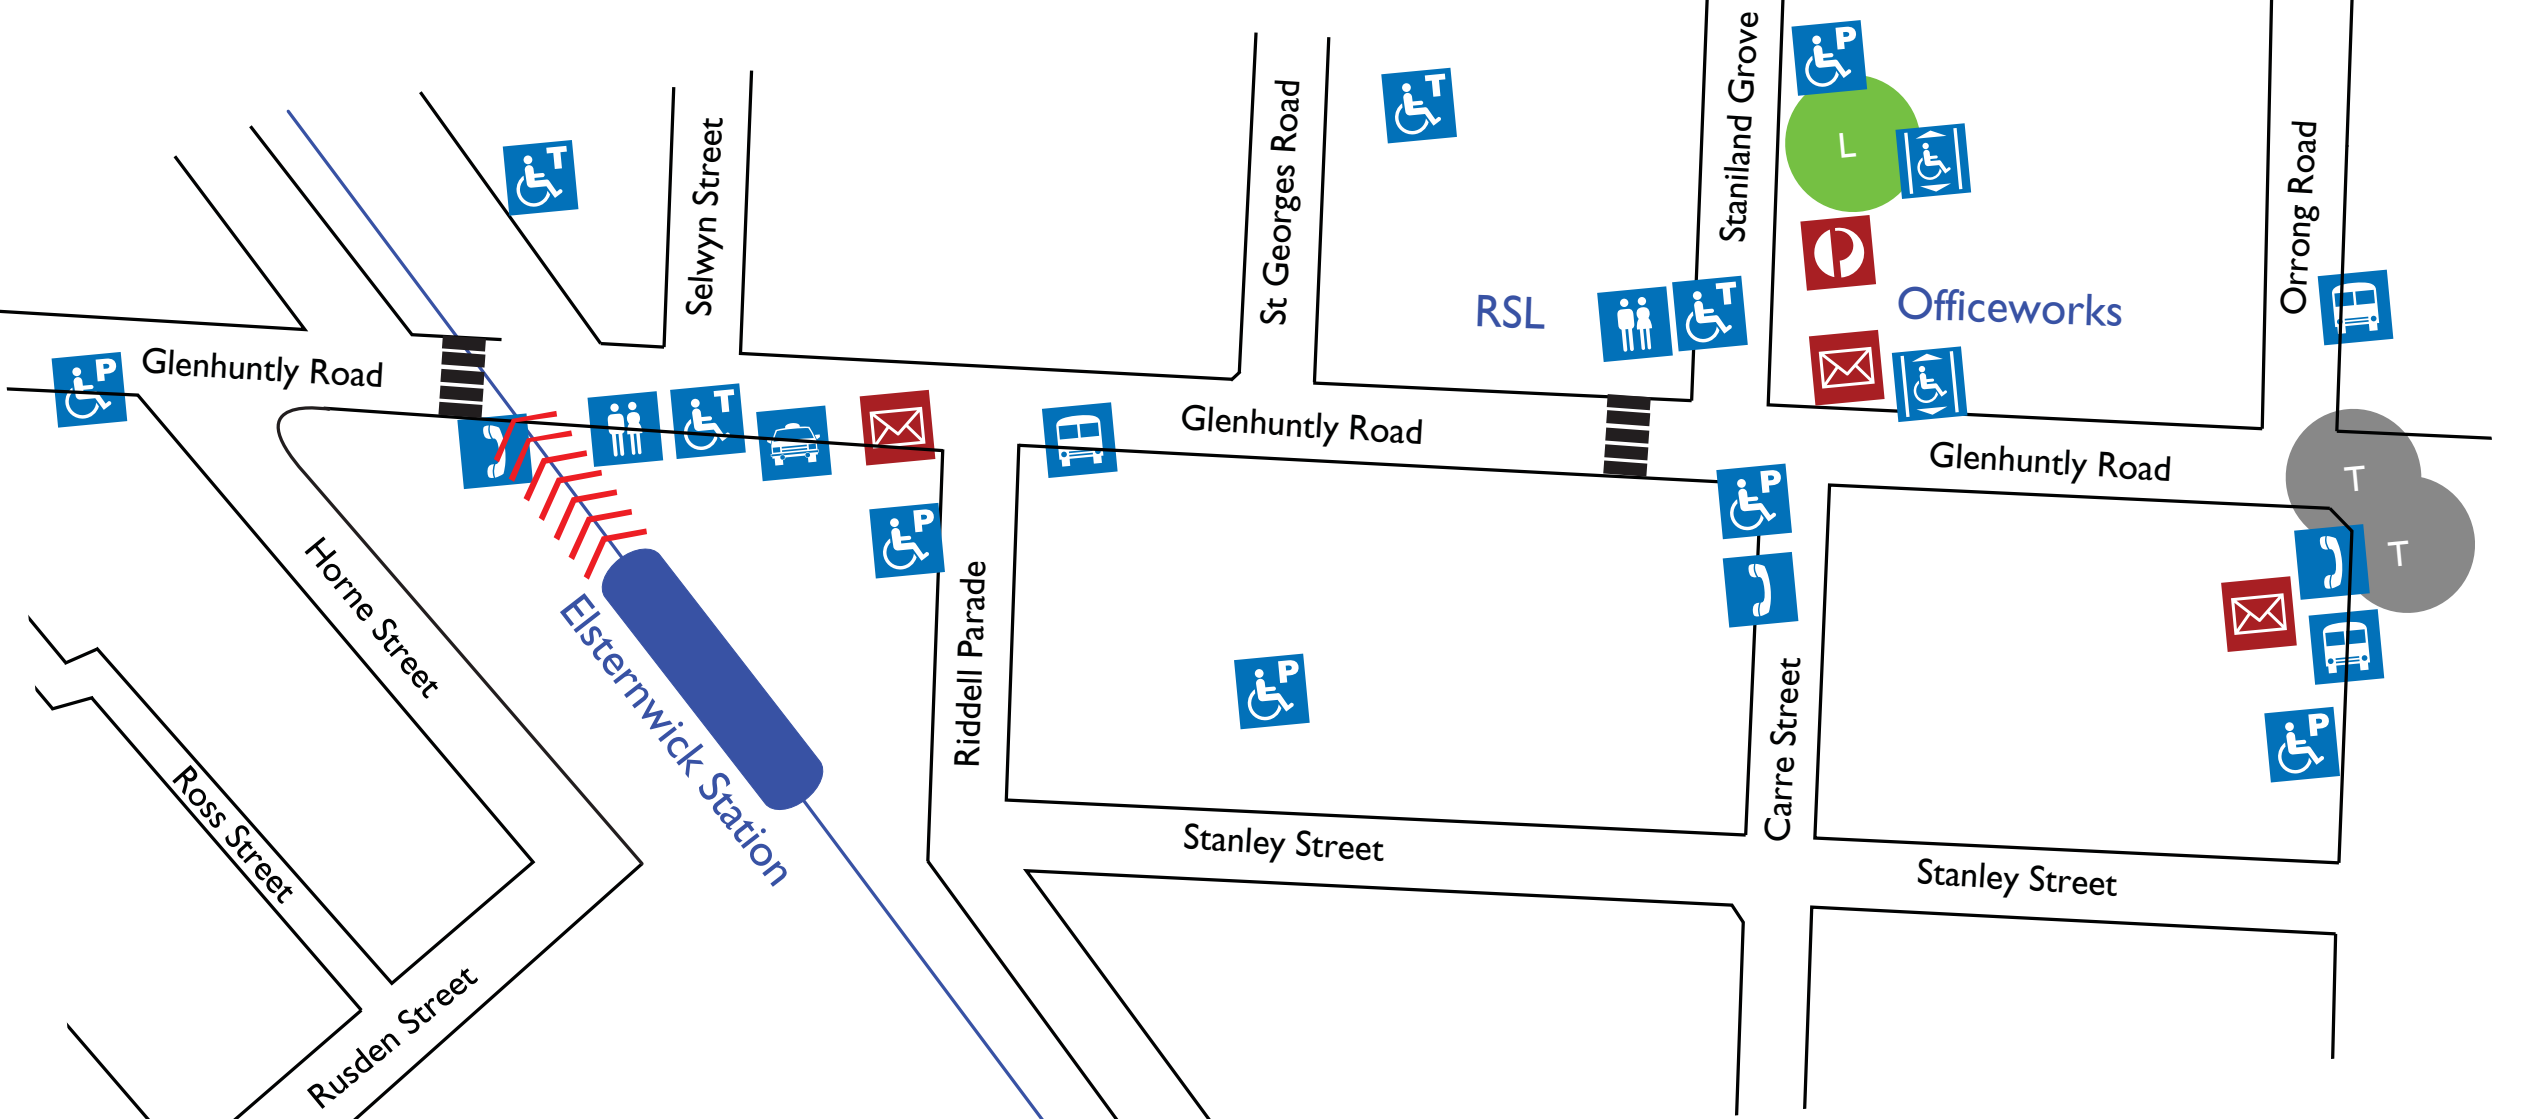 Staniland Grove
P
T
St Georges Road
Selwyn Street
T
L
Orrong Road
RSL
T
Officeworks
Glenhuntly Road
P
T
Glenhuntly Road
Glenhuntly Road
T
P
P
T
P
Horne Street
Elsternwick Station
Riddell Parade
P
Carre Street
P
Ross Street
Stanley Street
Stanley Street
Rusden Street